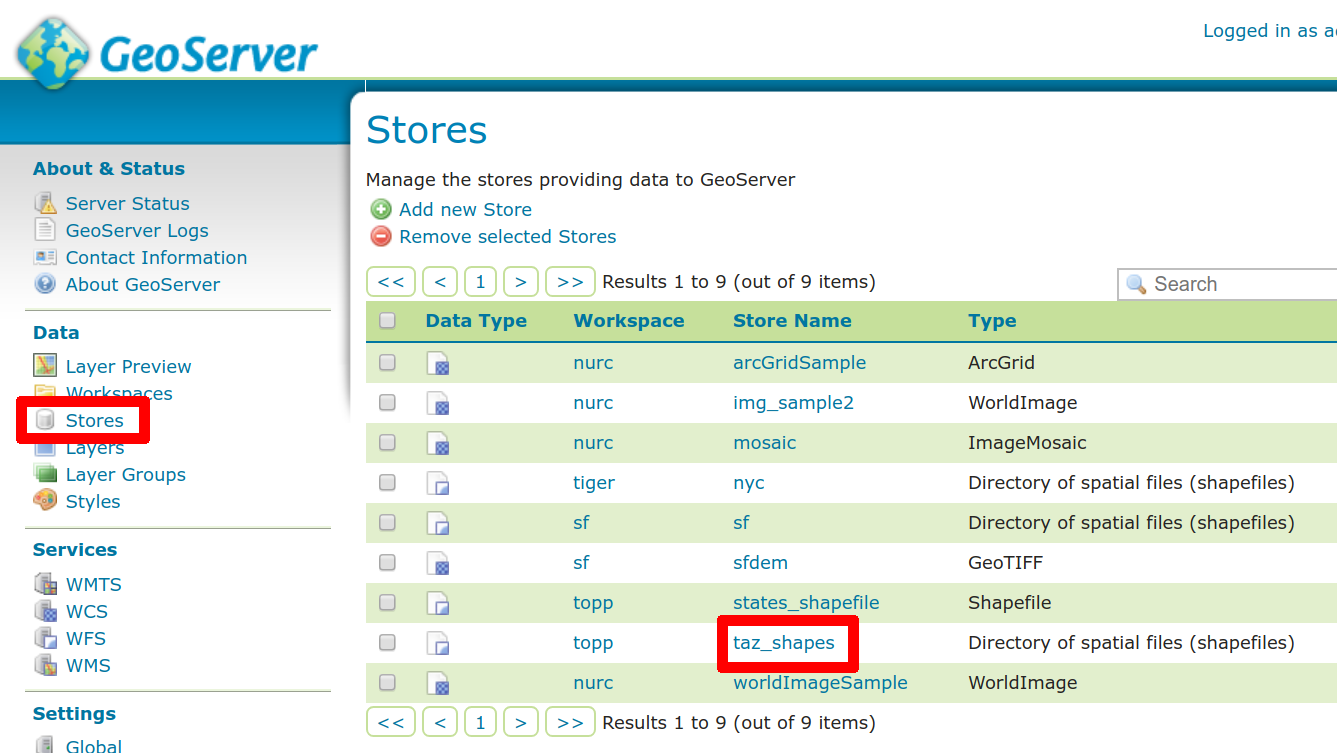 GeoServer
Logged in as
About & Status
Server Status
GeoServer Logs
Contact Information
About GeoServer
Data
Layer Preview
Workspaces
Stores
Layers
Layer Groups
Styles
Services
WMTS
WCS
WFS
WMS
Settings
Global
Stores
Manage the stores providing data to GeoServer
Add new Store
Remove selected Stores
<< < 1 > >> Results 1 to 9 (out of 9 items) Search
Data Type Workspace Store Name Type
nurc arcGridSample ArcGrid
nurc img_sample2 WorldImage
nurc mosaic ImageMosaic
tiger nyc Directory of spatial files (shapefiles)
sf sf Directory of spatial files (shapefiles)
sf sfdem GeoTIFF
topp states_shapefile Shapefile
topp taz_shapes Directory of spatial files (shapefiles)
nurc worldImageSample WorldImage
<< < 1 > >> Results 1 to 9 (out of 9 items)